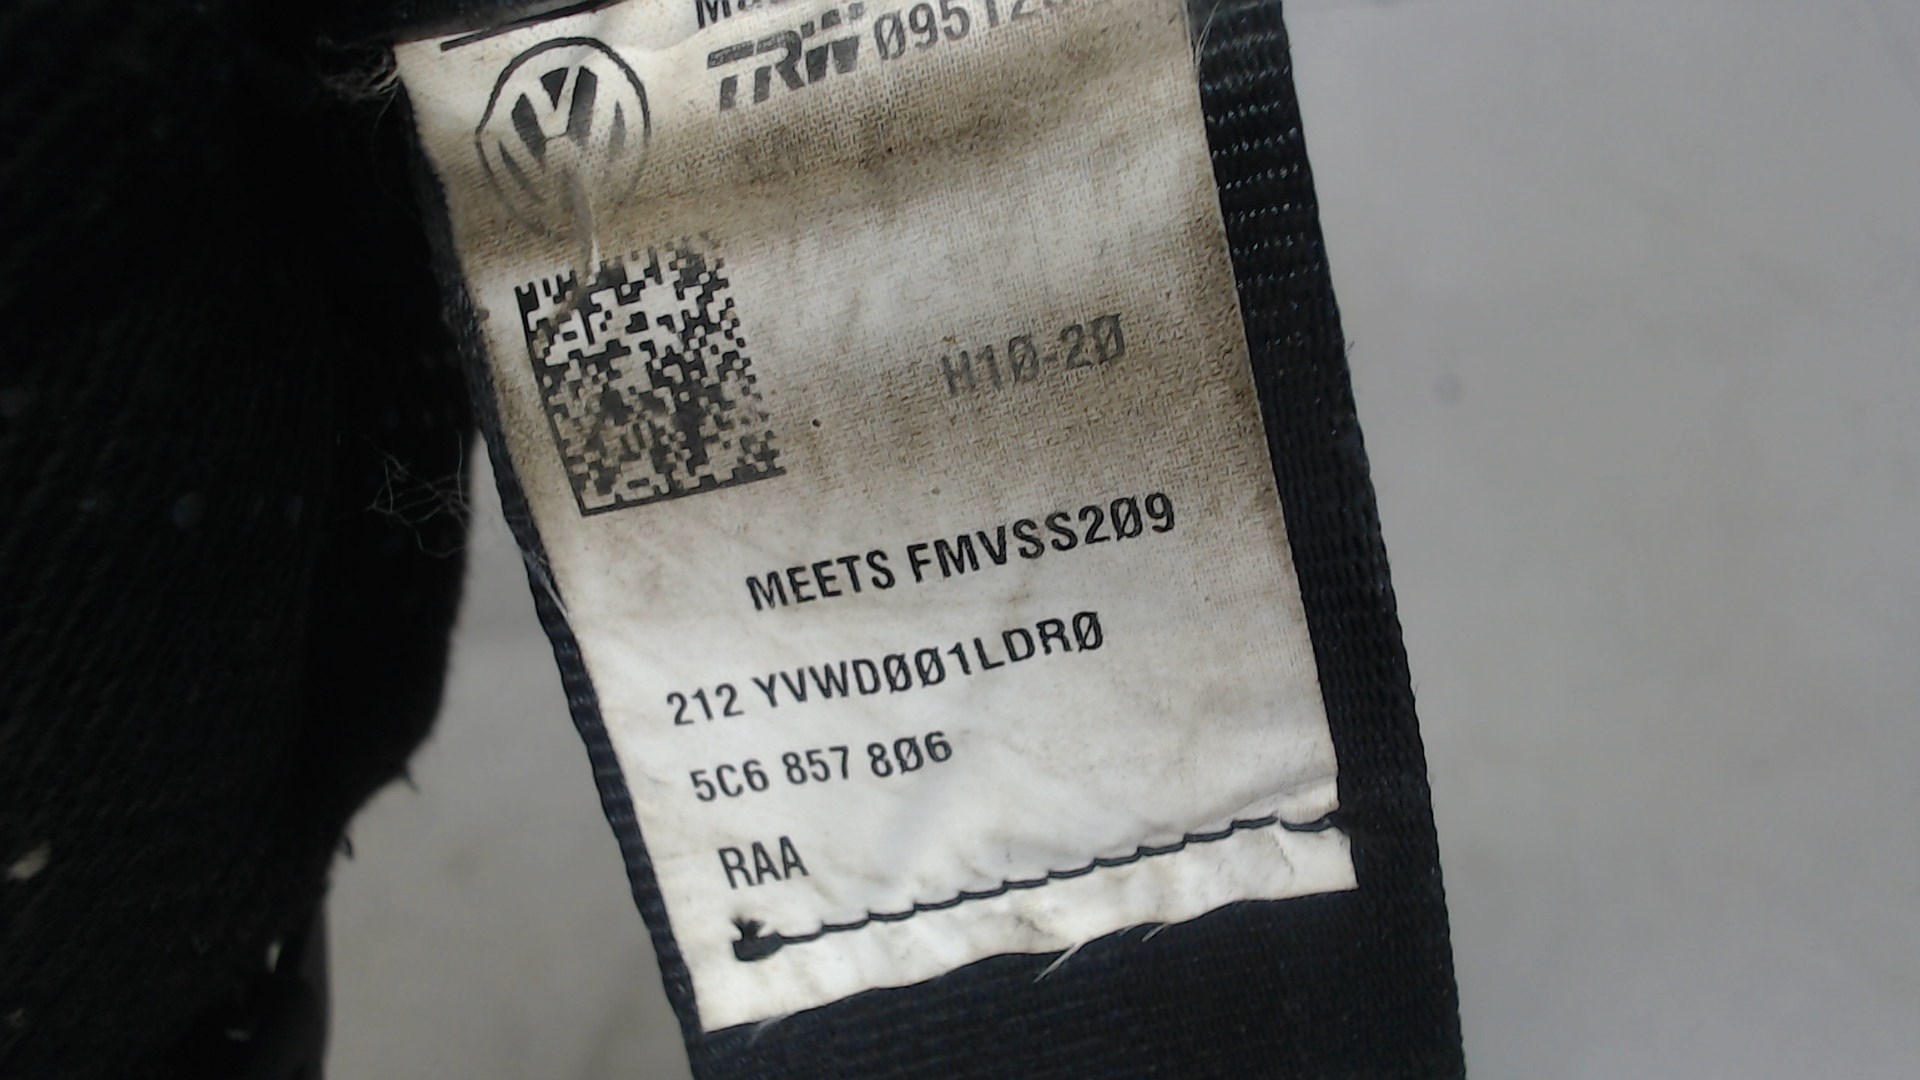 TRW
H10-20
MEETS FMVSS209
212 YVWD001LDR0
5C6 857 806
RAA